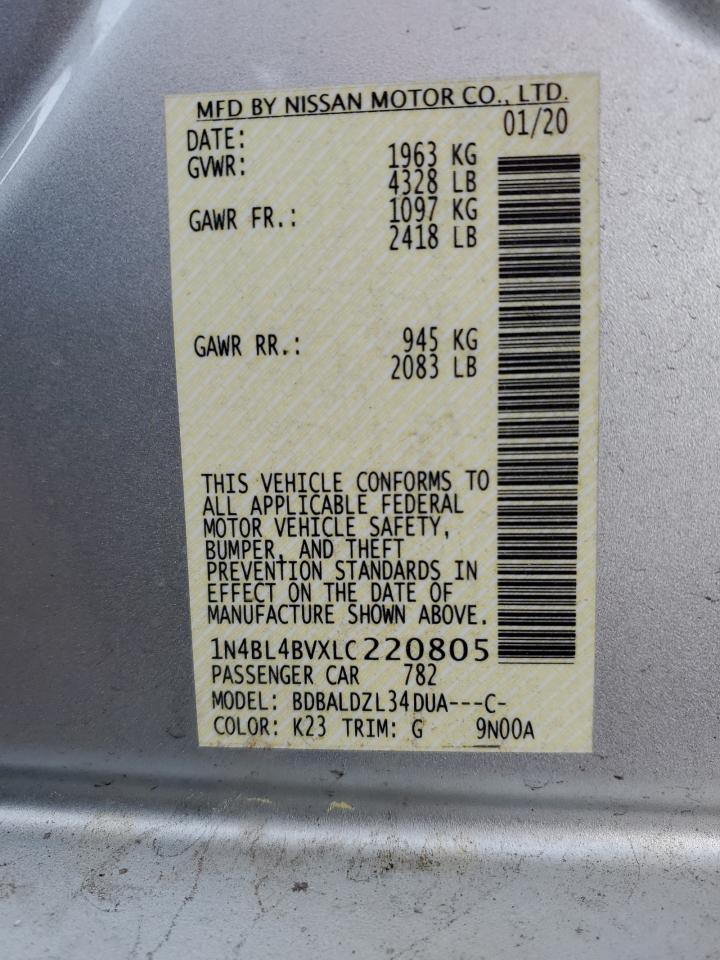 MFD BY NISSAN MOTOR CO., LTD.
DATE: 01/20
GVWR: 1963 KG
4328 LB
GAWR FR.: 1097 KG
2418 LB
GAWR RR.: 945 KG
2083 LB
THIS VEHICLE CONFORMS TO
ALL APPLICABLE FEDERAL
MOTOR VEHICLE SAFETY,
BUMPER, AND THEFT
PREVENTION STANDARDS IN
EFFECT ON THE DATE OF
MANUFACTURE SHOWN ABOVE.
1N4BL4BVXLC220805
PASSENGER CAR 782
MODEL: BDBALDZL34DUA---C-
COLOR: K23 TRIM: G 9N00A